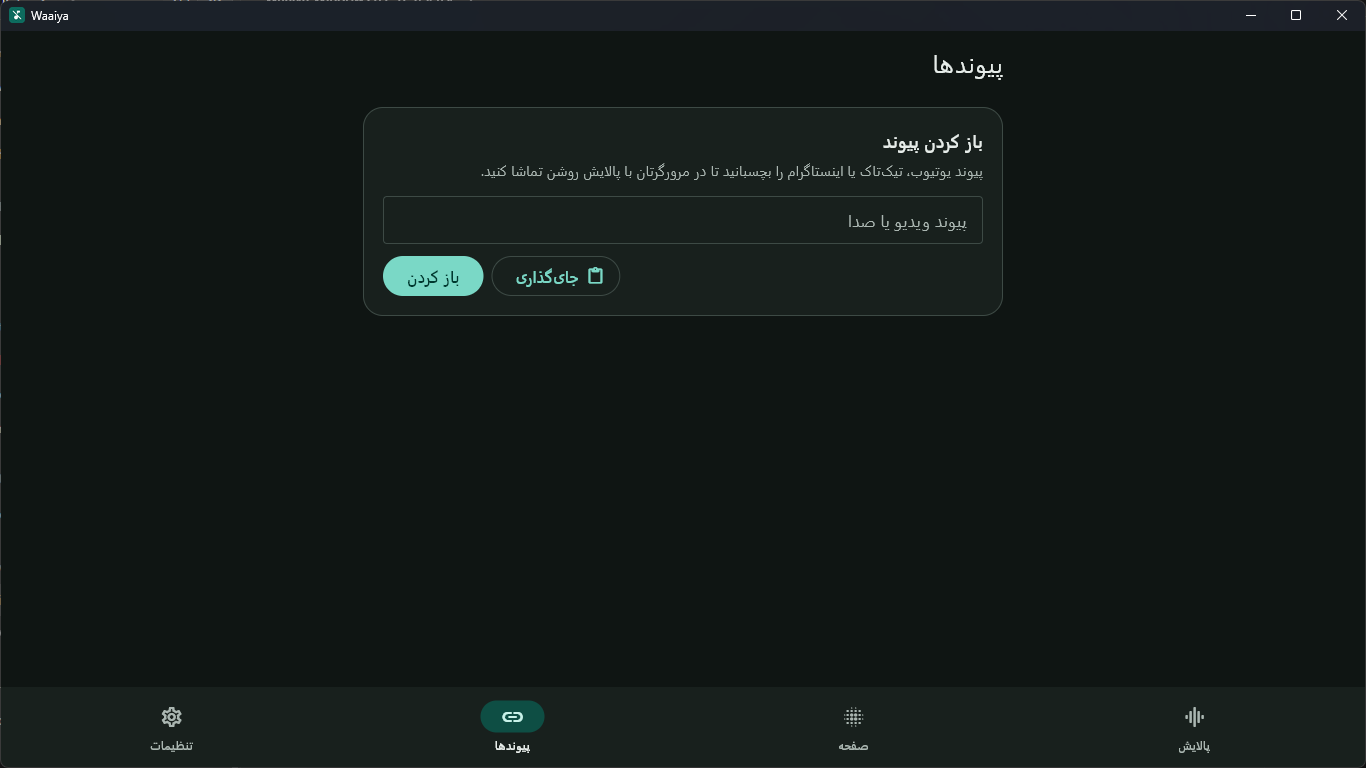 Waaiya
پیوندها
باز کردن پیوند
پیوند یوتیوب، تیک‌تاک یا اینستاگرام را بچسبانید تا در مرورگرتان با پالایش روشن تماشا کنید.
پیوند ویدیو یا صدا
جای‌گذاری
باز کردن
پالایش
صفحه
پیوندها
تنظیمات